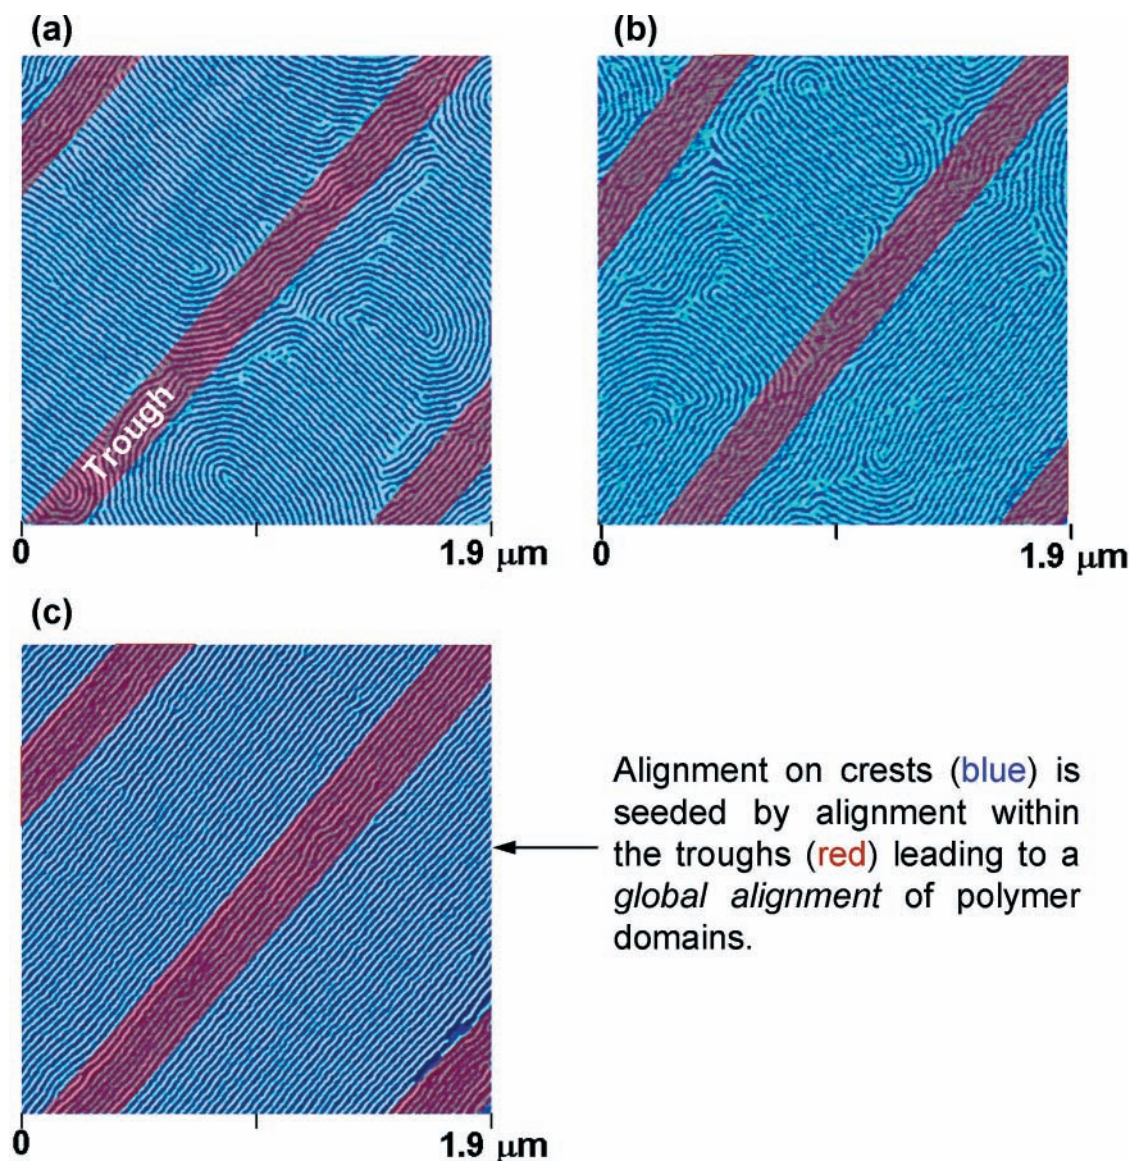 (a)
(b)
Trough
0
1.9 μm
0
1.9 μm
(c)
Alignment on crests (blue) is
seeded by alignment within
the troughs (red) leading to a
global alignment of polymer
domains.
0
1.9 μm